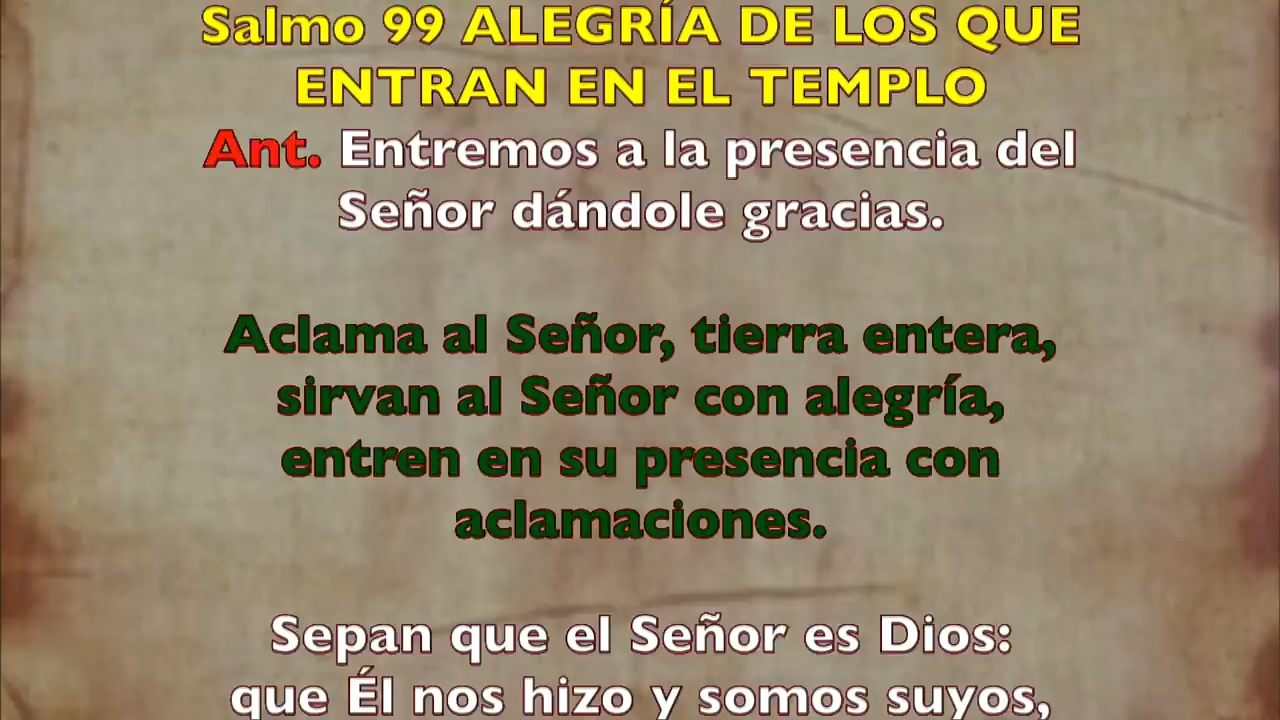 Salmo 99 ALEGRÍA DE LOS QUE
ENTRAN EN EL TEMPLO
Ant. Entremos a la presencia del
Señor dándole gracias.
Aclama al Señor, tierra entera,
sirvan al Señor con alegría,
entren en su presencia con
aclamaciones.
Sepan que el Señor es Dios:
que Él nos hizo y somos suyos,